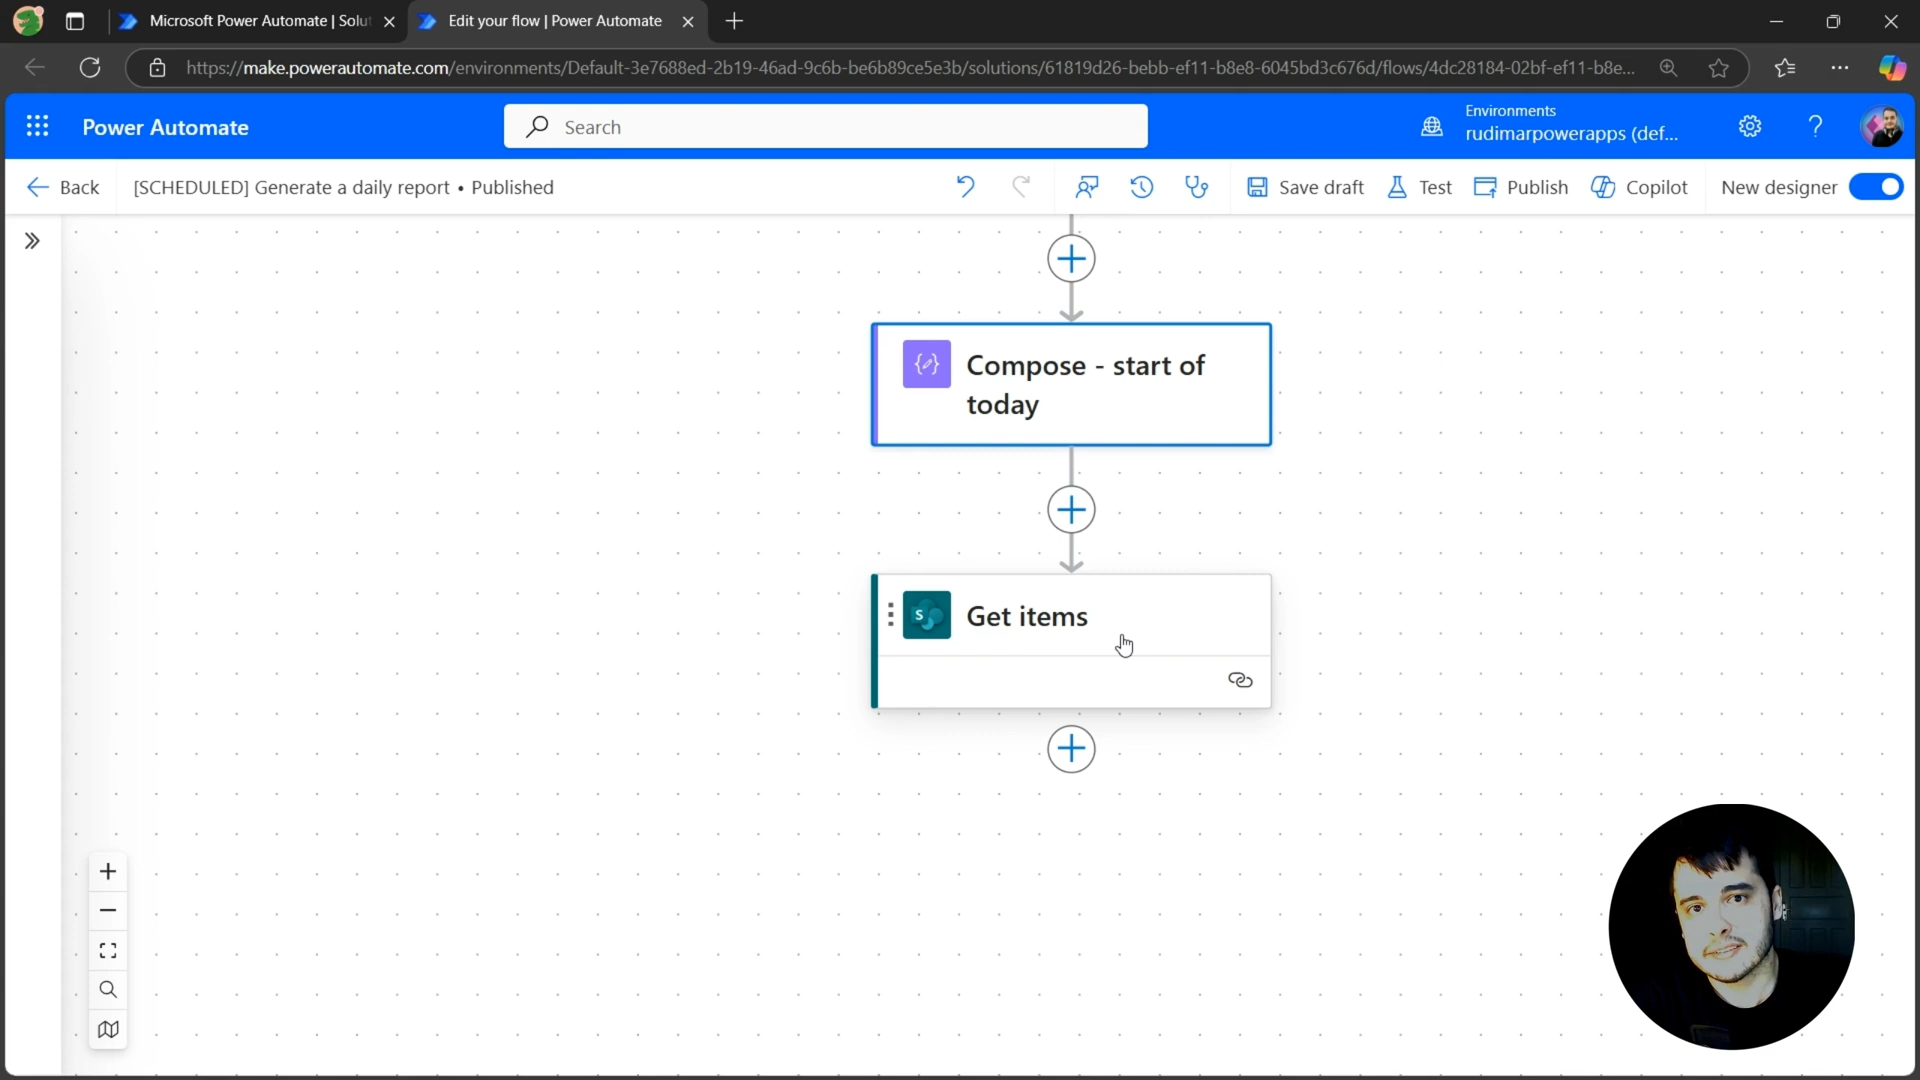 Microsoft Power Automate | Solut
Edit your flow | Power Automate
https://make.powerautomate.com/environments/Default-3e7688ed-2b19-46ad-9c6b-be6b89ce5e3b/solutions/61819d26-bebb-ef11-b8e8-6045bd3c676d/flows/4dc28184-02bf-ef11-b8e...
Power Automate
Search
Environments
rudimarpowerapps (def...
Back
[SCHEDULED] Generate a daily report • Published
Save draft
Test
Publish
Copilot
New designer
Compose - start of
today
S
Get items